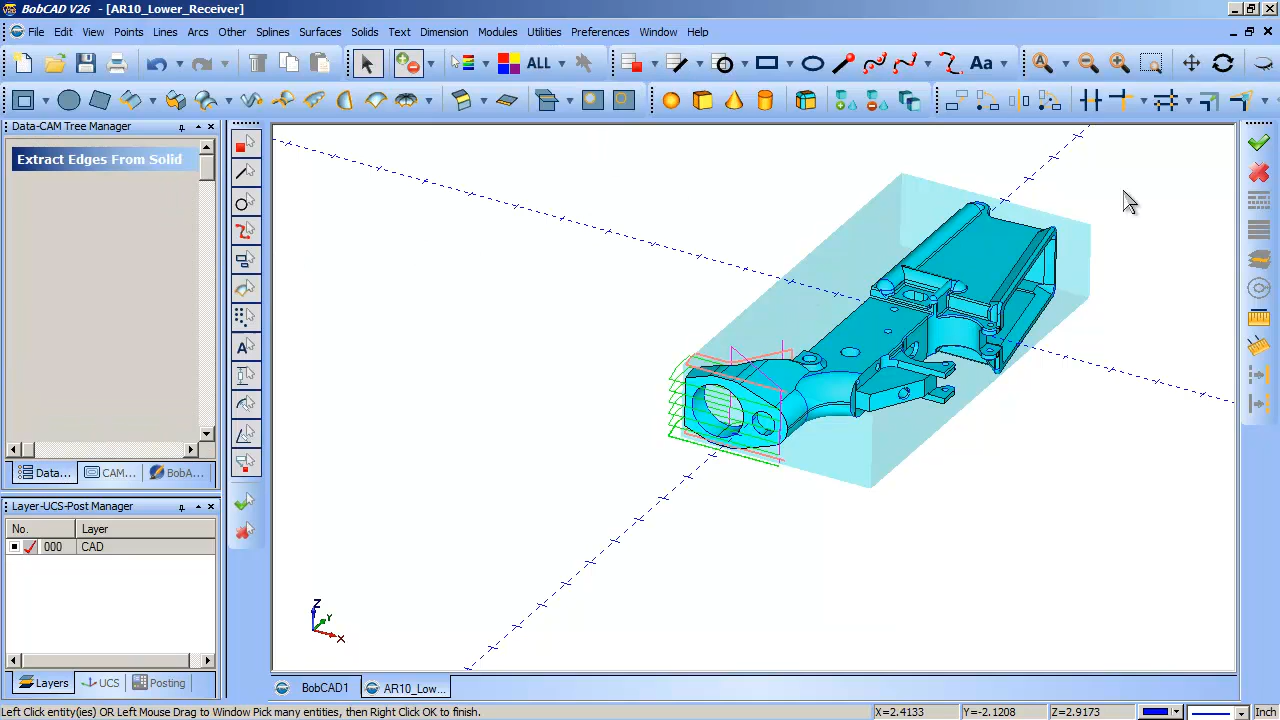 BobCAD V26 - [AR10_Lower_Receiver]
File Edit View Points Lines Arcs Other Splines Surfaces Solids Text Dimension Modules Utilities Preferences Window Help
ALL
Aa
Data-CAM Tree Manager
Extract Edges From Solid
A
Data... CAM... BobA...
Layer-UCS-Post Manager
No. Layer
000 CAD
Layers UCS Posting
Z
Y
X
BobCAD1 AR10_Low...
Left Click entity(ies) OR Left Mouse Drag to Window Pick many entities, then Right Click OK to finish. X=2.4133 Y=-2.1208 Z=2.9173 Inch